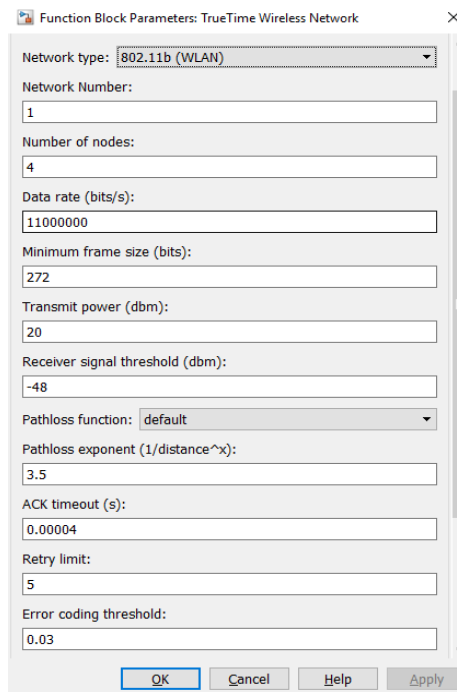 Function Block Parameters: TrueTime Wireless Network
Network type: 802.11b (WLAN)
Network Number:
1
Number of nodes:
4
Data rate (bits/s):
11000000
Minimum frame size (bits):
272
Transmit power (dbm):
20
Receiver signal threshold (dbm):
-48
Pathloss function: default
Pathloss exponent (1/distance^x):
3.5
ACK timeout (s):
0.00004
Retry limit:
5
Error coding threshold:
0.03
OK Cancel Help Apply